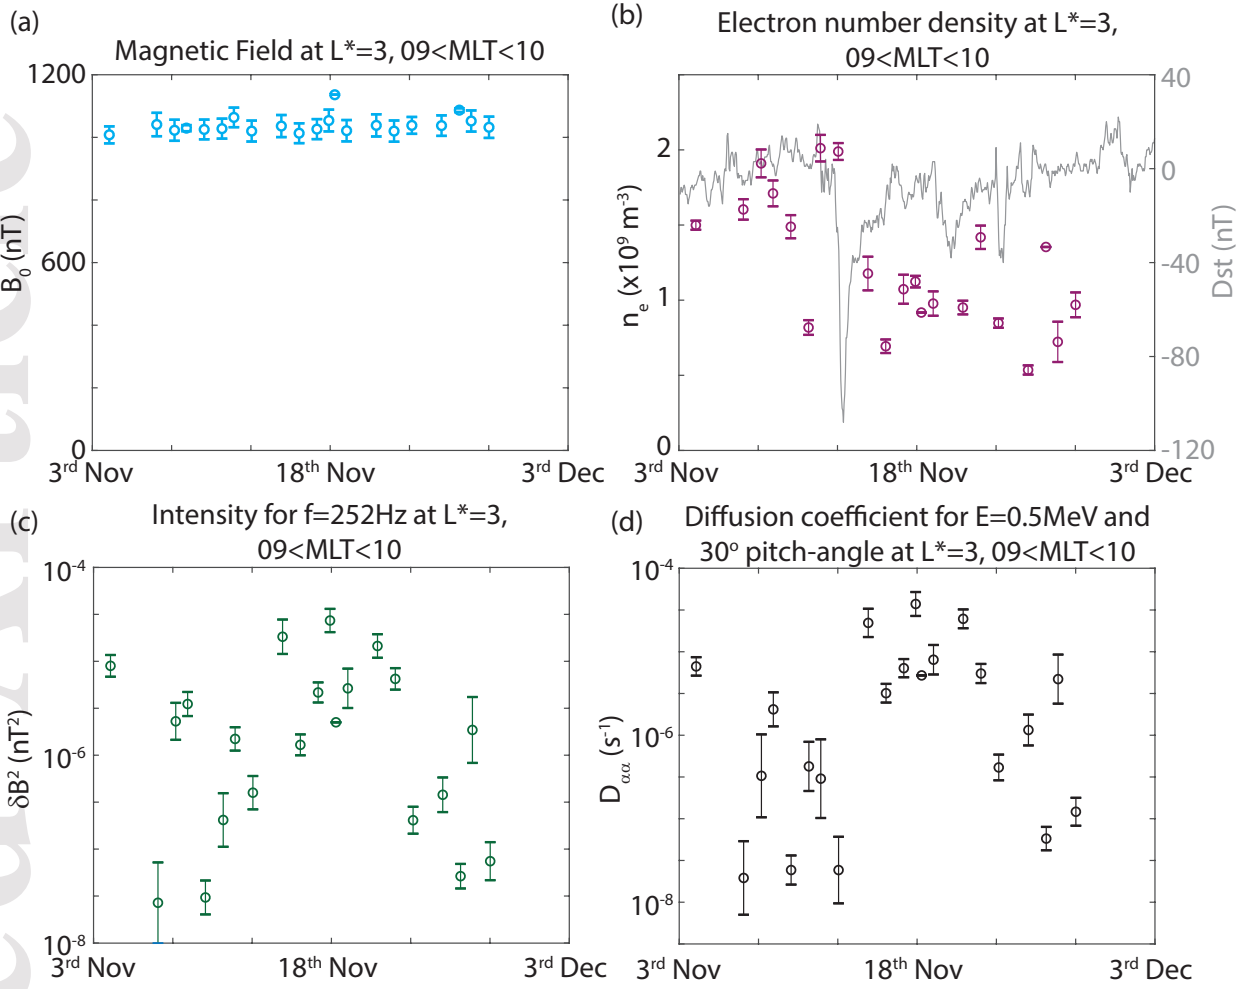 (a)
Magnetic Field at L*=3, 09<MLT<10
1200
600
0
B₀ (nT)
3ʳᵈ Nov
18ᵗʰ Nov
3ʳᵈ Dec
(b)
Electron number density at L*=3,
09<MLT<10
2
1
0
nₑ (x10⁹ m⁻³)
40
0
-40
-80
-120
Dst (nT)
3ʳᵈ Nov
18ᵗʰ Nov
3ʳᵈ Dec
(c)
Intensity for f=252Hz at L*=3,
09<MLT<10
10⁻⁴
10⁻⁶
10⁻⁸
δB² (nT²)
3ʳᵈ Nov
18ᵗʰ Nov
3ʳᵈ Dec
(d)
Diffusion coefficient for E=0.5MeV and
30° pitch-angle at L*=3, 09<MLT<10
10⁻⁴
10⁻⁶
10⁻⁸
Dαα (s⁻¹)
3ʳᵈ Nov
18ᵗʰ Nov
3ʳᵈ Dec